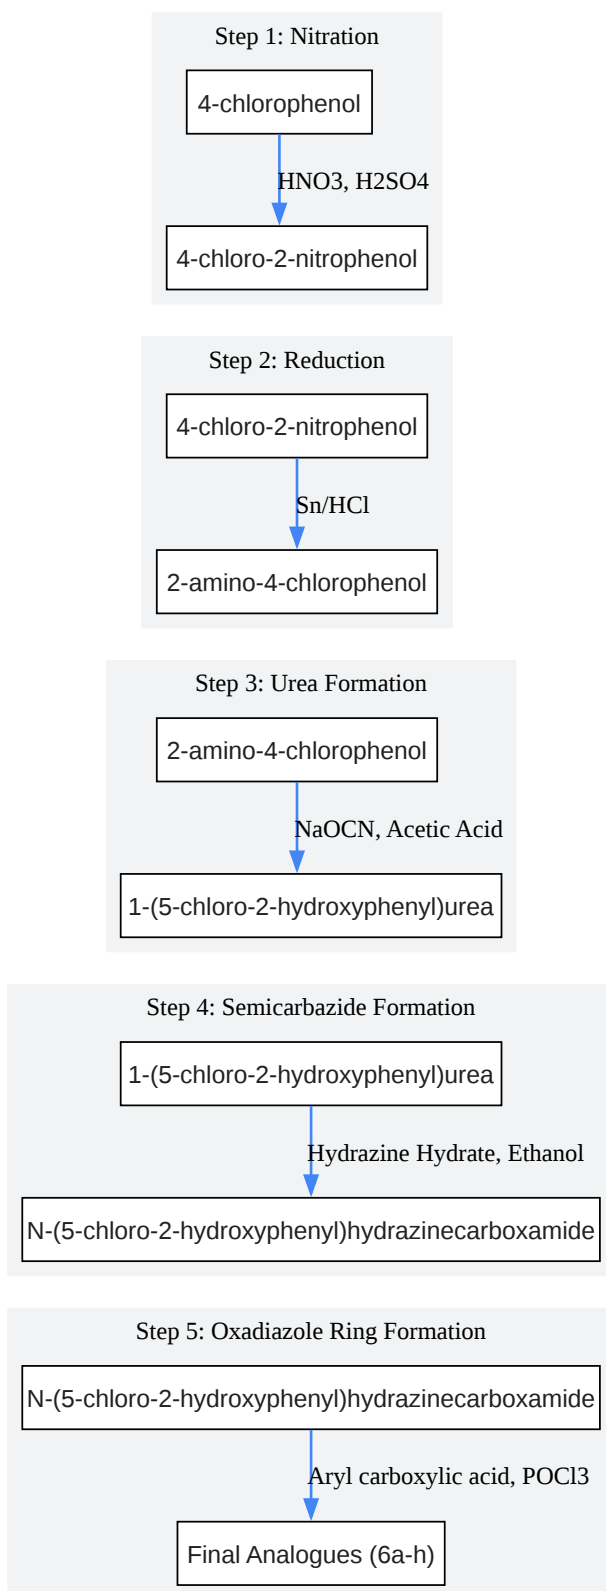 Step 1: Nitration
4-chlorophenol
HNO3, H2SO4
4-chloro-2-nitrophenol
Step 2: Reduction
4-chloro-2-nitrophenol
Sn/HCl
2-amino-4-chlorophenol
Step 3: Urea Formation
2-amino-4-chlorophenol
NaOCN, Acetic Acid
1-(5-chloro-2-hydroxyphenyl)urea
Step 4: Semicarbazide Formation
1-(5-chloro-2-hydroxyphenyl)urea
Hydrazine Hydrate, Ethanol
N-(5-chloro-2-hydroxyphenyl)hydrazinecarboxamide
Step 5: Oxadiazole Ring Formation
N-(5-chloro-2-hydroxyphenyl)hydrazinecarboxamide
Aryl carboxylic acid, POCl3
Final Analogues (6a-h)